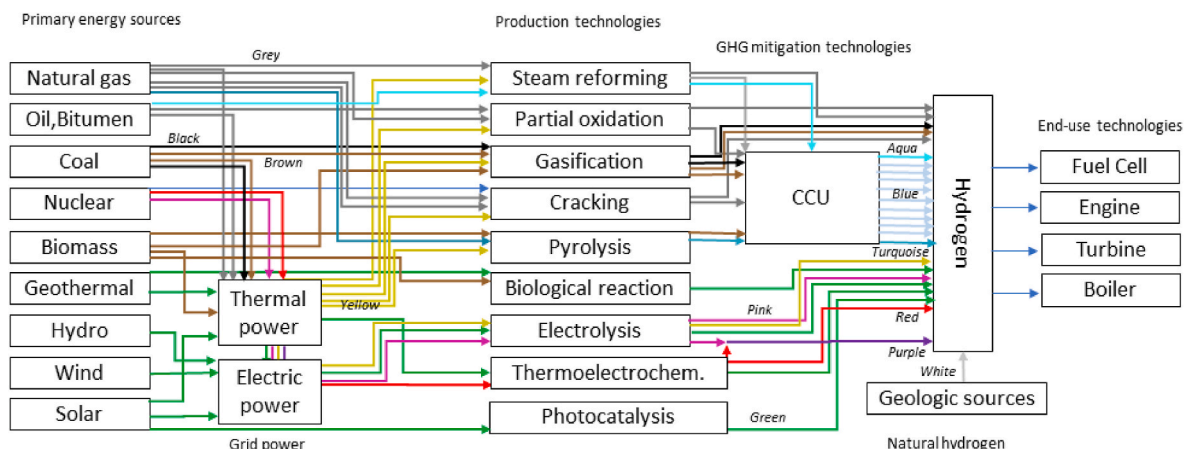 Primary energy sources
Production technologies
GHG mitigation technologies
End-use technologies
Grey
Natural gas
Oil,Bitumen
Black
Coal
Brown
Nuclear
Biomass
Geothermal
Hydro
Wind
Solar
Thermal
power
Yellow
Electric
power
Grid power
Steam reforming
Partial oxidation
Gasification
Cracking
Pyrolysis
Biological reaction
Electrolysis
Thermoelectrochem.
Photocatalysis
CCU
Aqua
Blue
Turquoise
Pink
Red
Purple
White
Green
Hydrogen
Geologic sources
Natural hydrogen
Fuel Cell
Engine
Turbine
Boiler